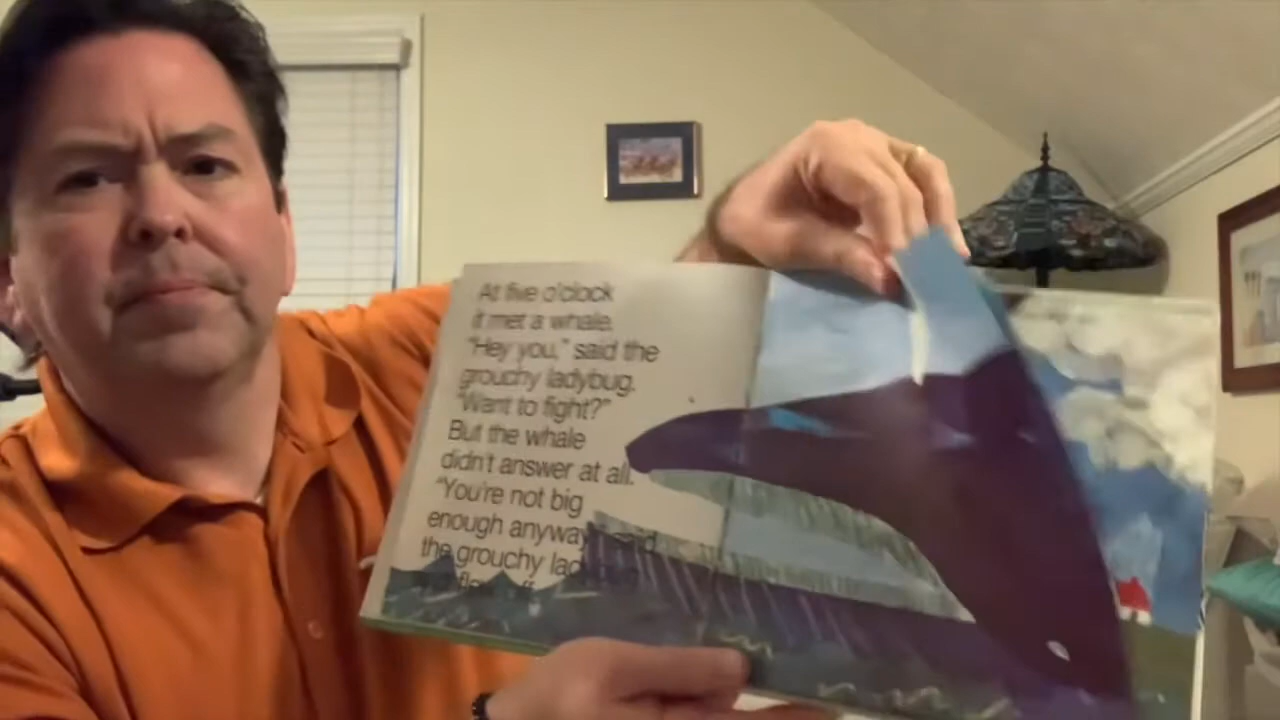 At five o'clock
it met a whale.
"Hey you," said the
grouchy ladybug.
"Want to fight?"
But the whale
didn't answer at all.
"You're not big
enough anyway," said
the grouchy